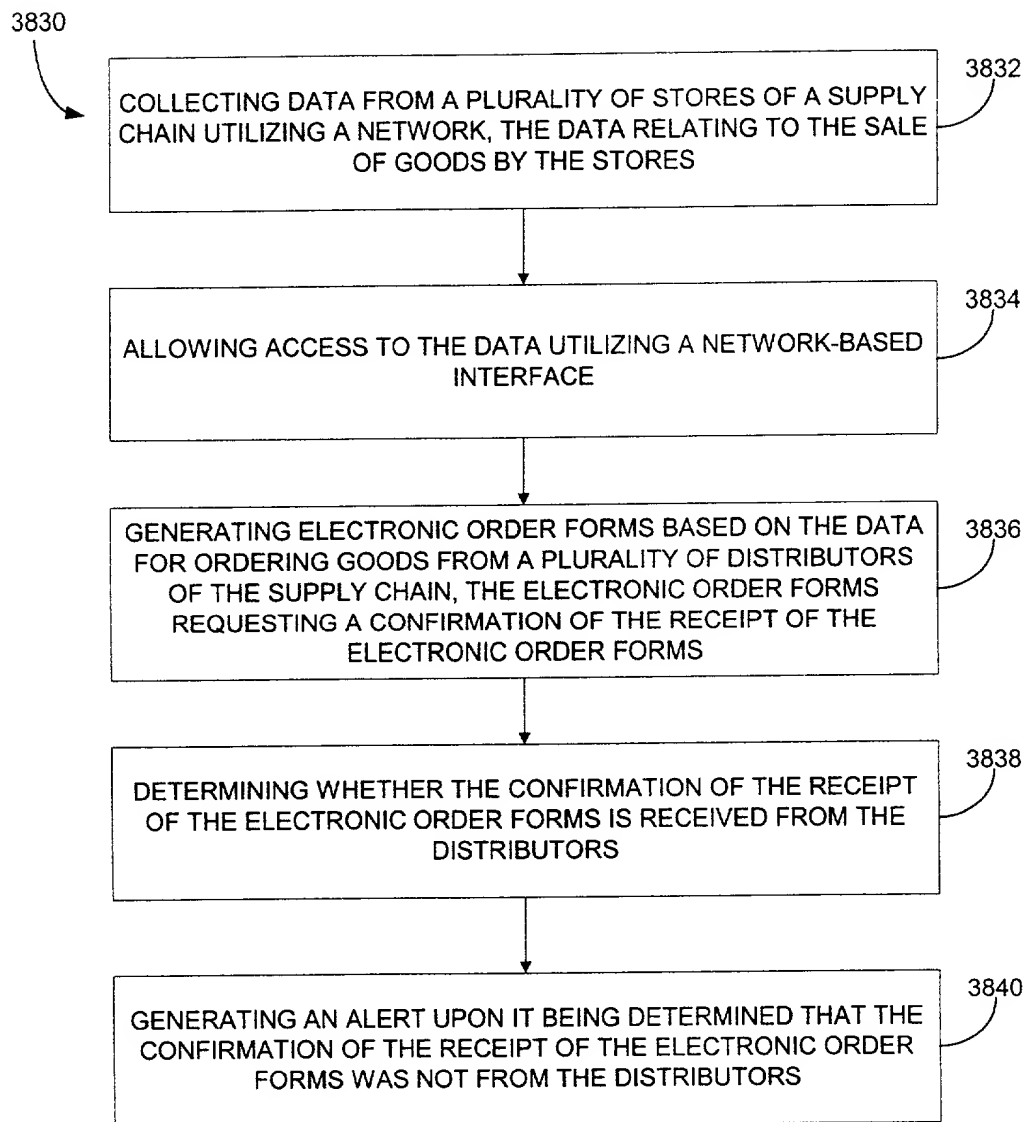 3830
3832
COLLECTING DATA FROM A PLURALITY OF STORES OF A SUPPLY
CHAIN UTILIZING A NETWORK, THE DATA RELATING TO THE SALE
OF GOODS BY THE STORES
3834
ALLOWING ACCESS TO THE DATA UTILIZING A NETWORK-BASED
INTERFACE
3836
GENERATING ELECTRONIC ORDER FORMS BASED ON THE DATA
FOR ORDERING GOODS FROM A PLURALITY OF DISTRIBUTORS
OF THE SUPPLY CHAIN, THE ELECTRONIC ORDER FORMS
REQUESTING A CONFIRMATION OF THE RECEIPT OF THE
ELECTRONIC ORDER FORMS
3838
DETERMINING WHETHER THE CONFIRMATION OF THE RECEIPT
OF THE ELECTRONIC ORDER FORMS IS RECEIVED FROM THE
DISTRIBUTORS
3840
GENERATING AN ALERT UPON IT BEING DETERMINED THAT THE
CONFIRMATION OF THE RECEIPT OF THE ELECTRONIC ORDER
FORMS WAS NOT FROM THE DISTRIBUTORS